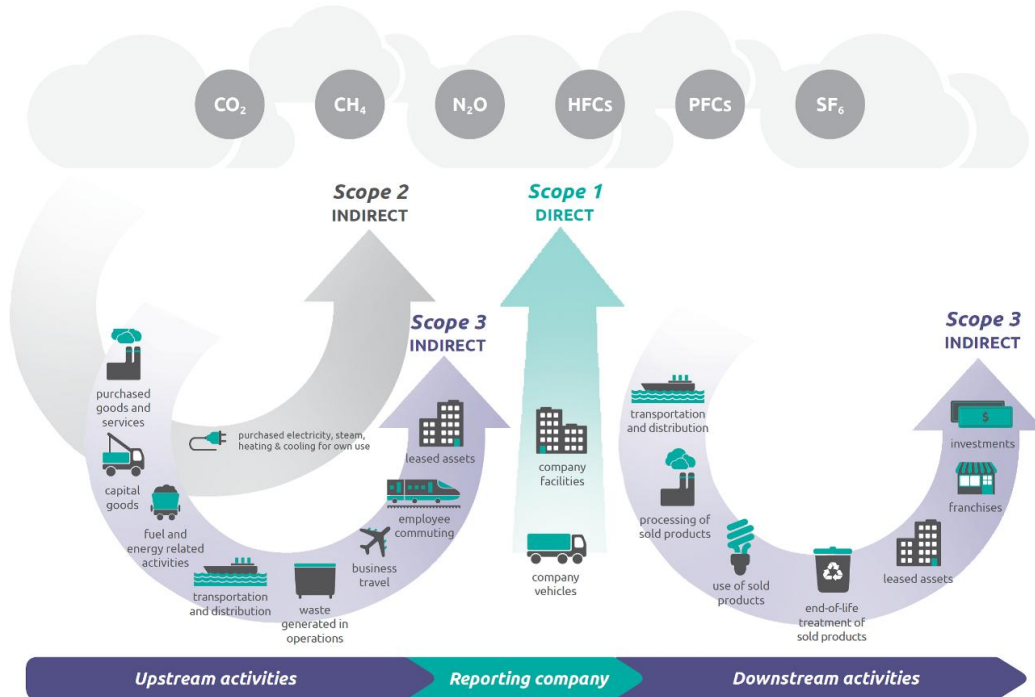 CO₂
CH₄
N₂O
HFCs
PFCs
SF₆
Scope 2
INDIRECT
Scope 1
DIRECT
Scope 3
INDIRECT
Scope 3
INDIRECT
purchased
goods and
services
capital
goods
fuel and
energy related
activities
transportation
and distribution
waste
generated in
operations
business
travel
employee
commuting
leased assets
purchased electricity, steam,
heating & cooling for own use
company
facilities
company
vehicles
transportation
and distribution
processing of
sold products
use of sold
products
end-of-life
treatment of
sold products
leased assets
franchises
$
investments
Upstream activities
Reporting company
Downstream activities